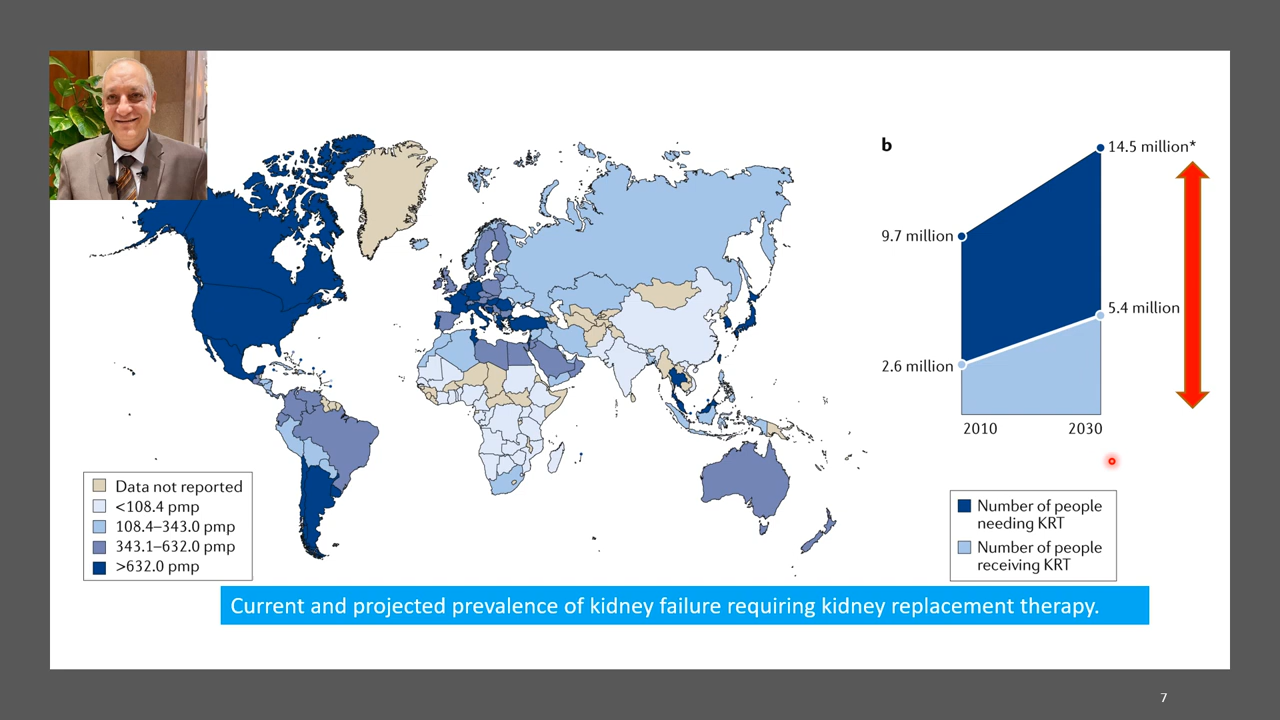 b
14.5 million*
9.7 million
5.4 million
2.6 million
2010
2030
Data not reported
<108.4 pmp
108.4–343.0 pmp
343.1–632.0 pmp
>632.0 pmp
Number of people
needing KRT
Number of people
receiving KRT
Current and projected prevalence of kidney failure requiring kidney replacement therapy.
7